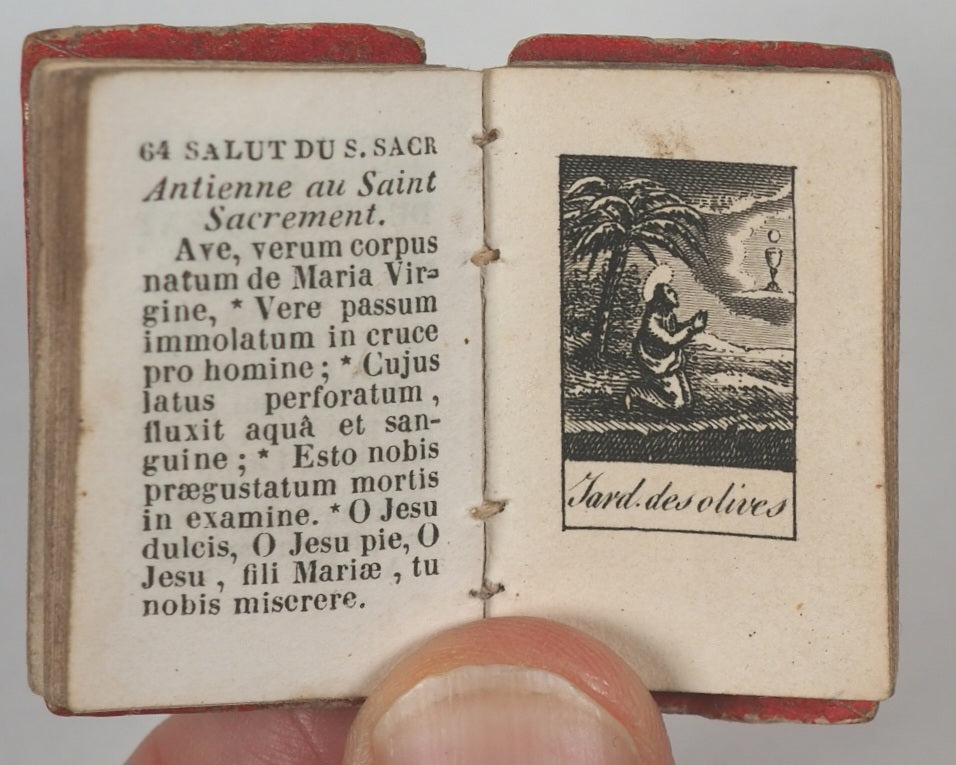 64 SALUT DU S. SACR
Antienne au Saint
Sacrement.
Ave, verum corpus
natum de Maria Vir-
gine, * Vere passum
immolatum in cruce
pro homine ; * Cujus
latus perforatum ,
fluxit aquâ et san-
guine ; * Esto nobis
prægustatum mortis
in examine. * O Jesu
dulcis, O Jesu pie, O
Jesu , fili Mariæ , tu
nobis miserere.
Jard. des olives